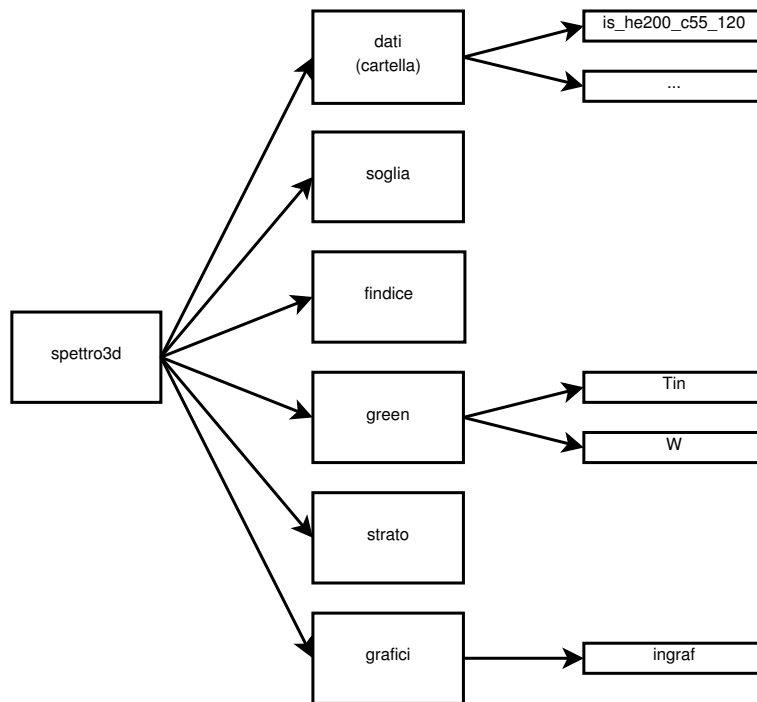 dati
(cartella)
is_he200_c55_120
...
soglia
findice
spettro3d
green
Tin
W
strato
grafici
ingraf